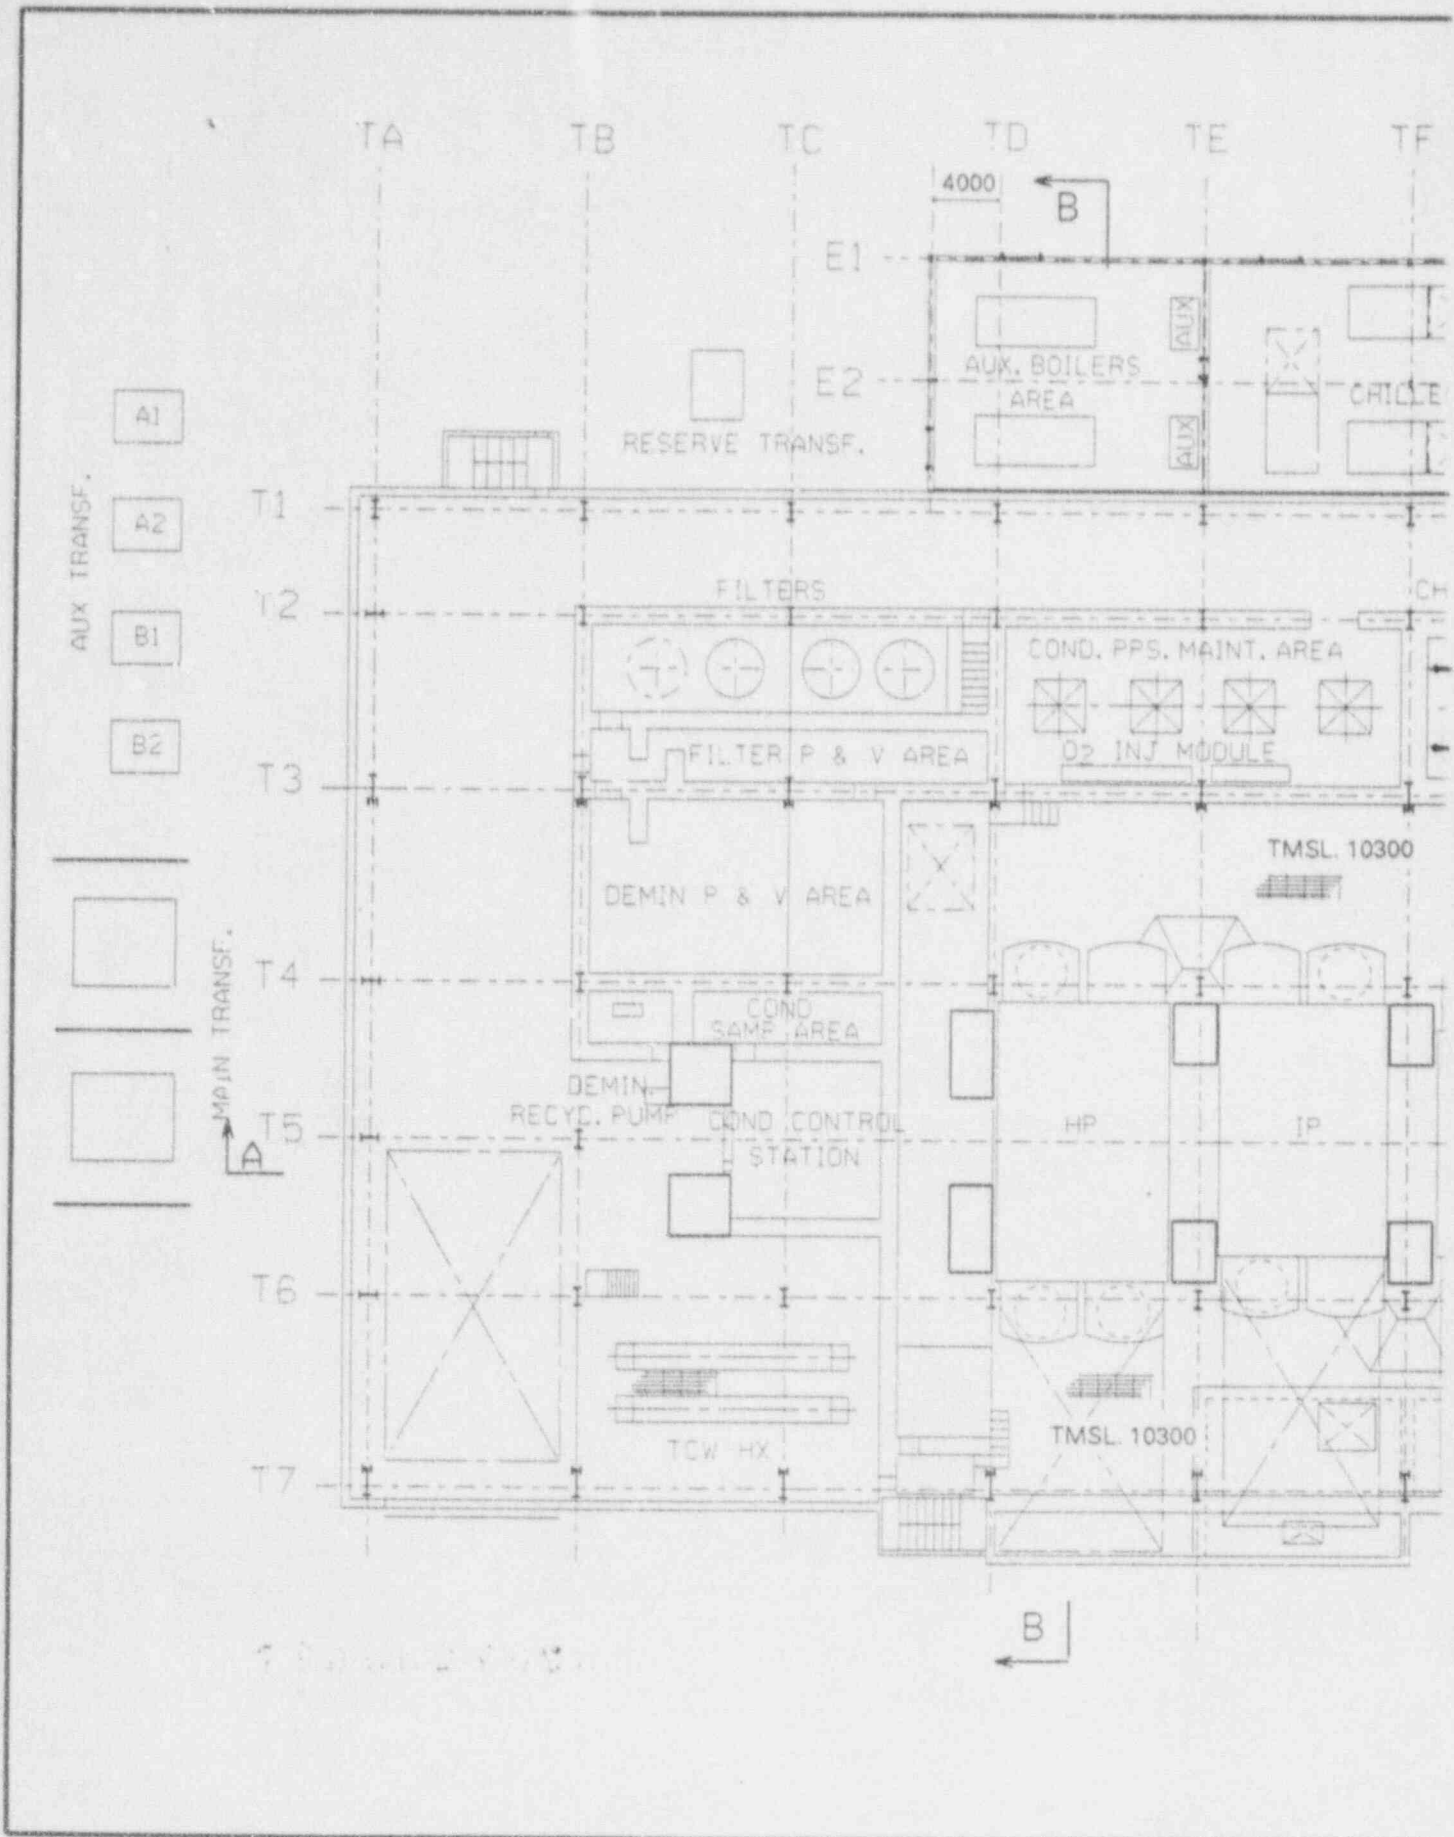 TA TB TC TD TE TF
4000
B
E1
AUX
AUX. BOILERS
AREA
E2
CHILLE
AUX
A1
RESERVE TRANSF.
AUX TRANSF.
A2
B1
B2
T1
T2
FILTERS
CH
COND. PPS. MAINT. AREA
FILTER P & V AREA
O2 INJ MODULE
T3
TMSL. 10300
DEMIN P & V AREA
MAIN TRANSF.
T4
COND
SAMP AREA
DEMIN.
RECYC. PUMP
COND CONTROL
STATION
HP
IP
T5
A
T6
TMSL. 10300
TCW HX
T7
B